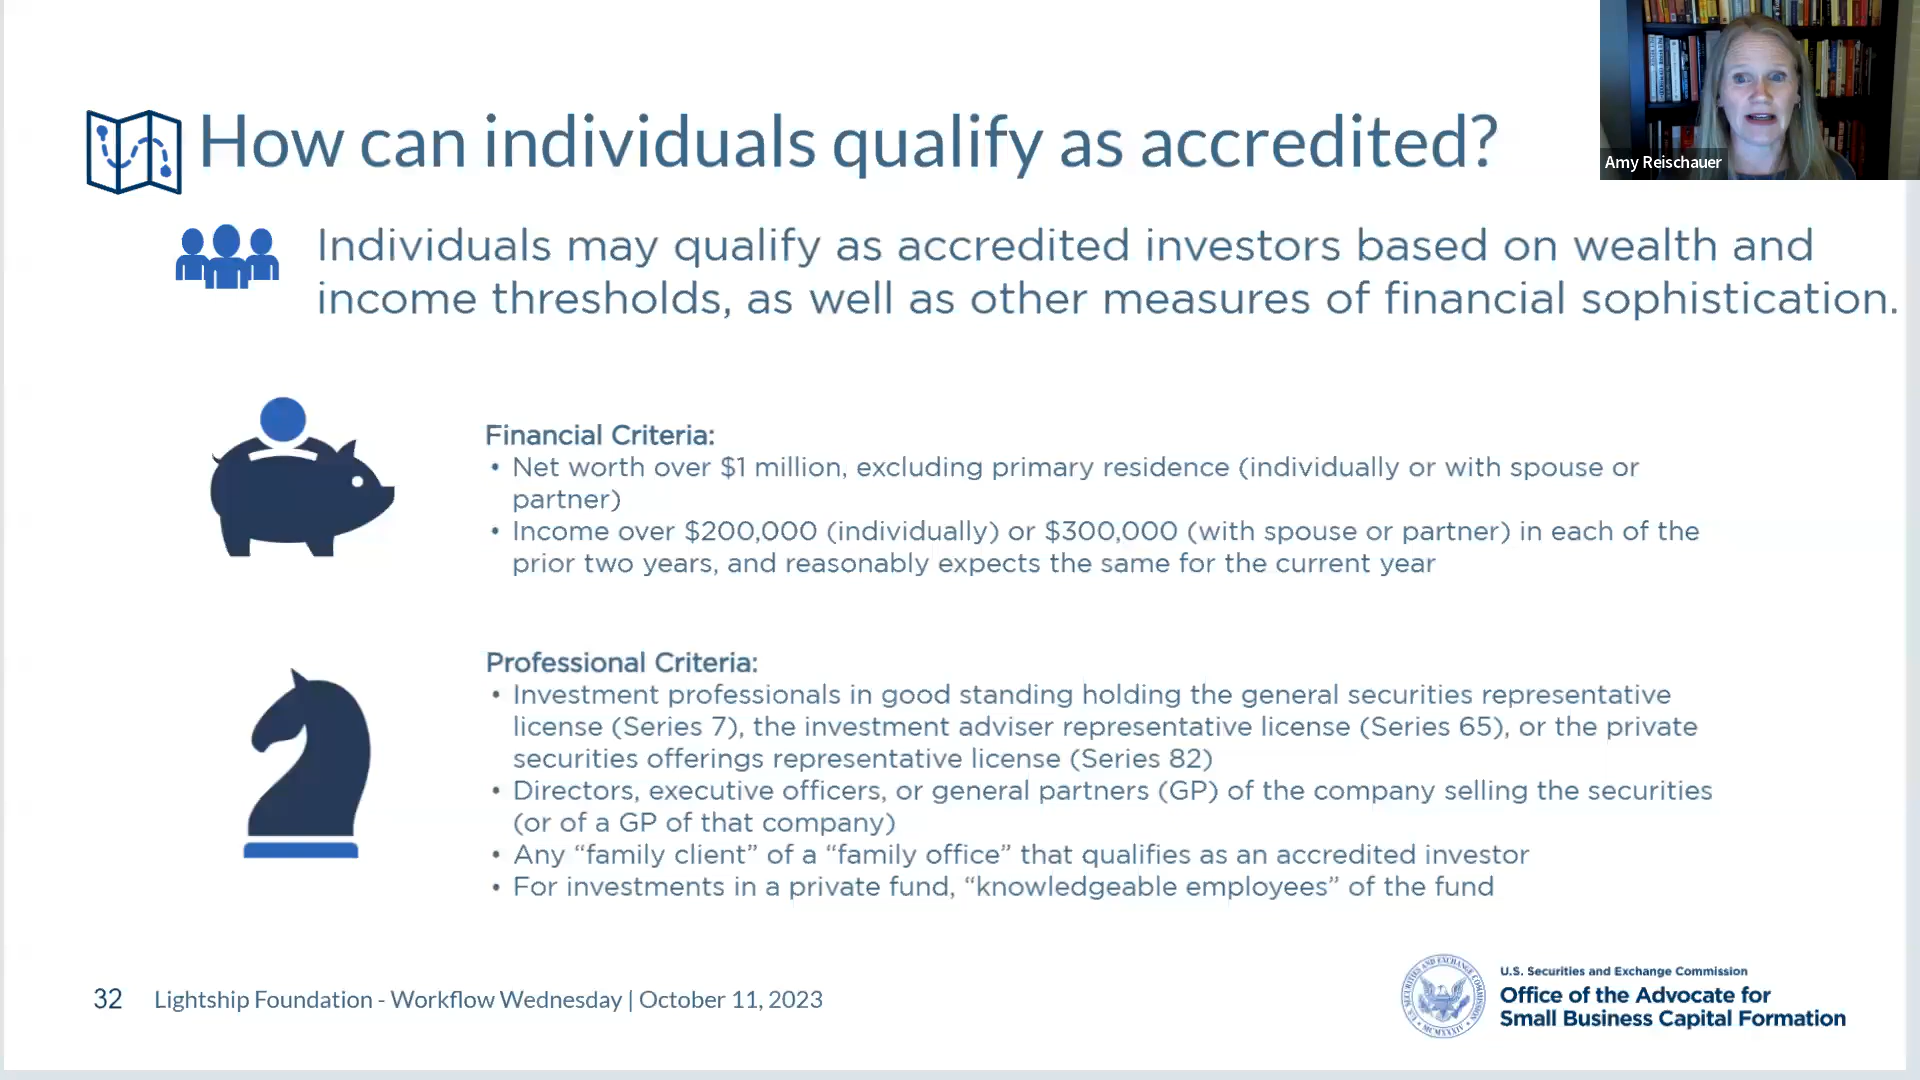 Amy Reischauer
How can individuals qualify as accredited?
Individuals may qualify as accredited investors based on wealth and
income thresholds, as well as other measures of financial sophistication.
Financial Criteria:
• Net worth over $1 million, excluding primary residence (individually or with spouse or
partner)
• Income over $200,000 (individually) or $300,000 (with spouse or partner) in each of the
prior two years, and reasonably expects the same for the current year
Professional Criteria:
• Investment professionals in good standing holding the general securities representative
license (Series 7), the investment adviser representative license (Series 65), or the private
securities offerings representative license (Series 82)
• Directors, executive officers, or general partners (GP) of the company selling the securities
(or of a GP of that company)
• Any “family client” of a “family office” that qualifies as an accredited investor
• For investments in a private fund, “knowledgeable employees” of the fund
32 Lightship Foundation - Workflow Wednesday | October 11, 2023
U.S. SECURITIES AND EXCHANGE COMMISSION
MCMXXXIV
U.S. Securities and Exchange Commission
Office of the Advocate for
Small Business Capital Formation